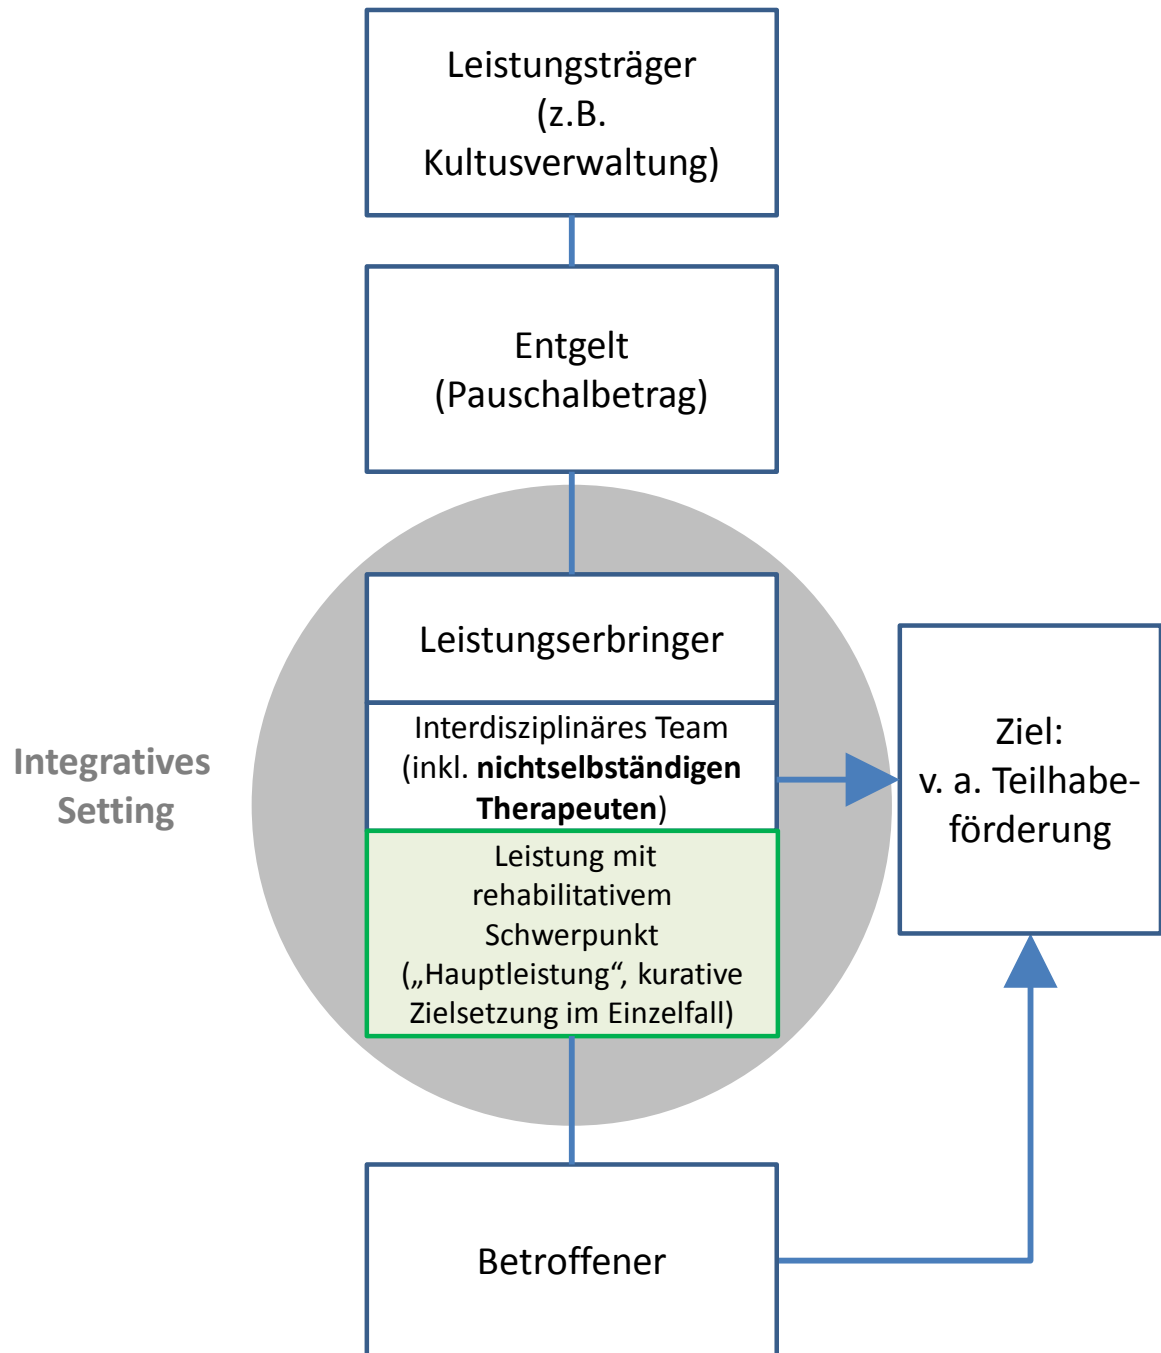 Leistungsträger
(z.B.
Kultusverwaltung)
Entgelt
(Pauschalbetrag)
Leistungserbringer
Interdisziplinäres Team
(inkl. nichtselbständigen
Therapeuten)
Leistung mit
rehabilitativem
Schwerpunkt
(„Hauptleistung“, kurative
Zielsetzung im Einzelfall)
Integratives
Setting
Ziel:
v. a. Teilhabe-
förderung
Betroffener